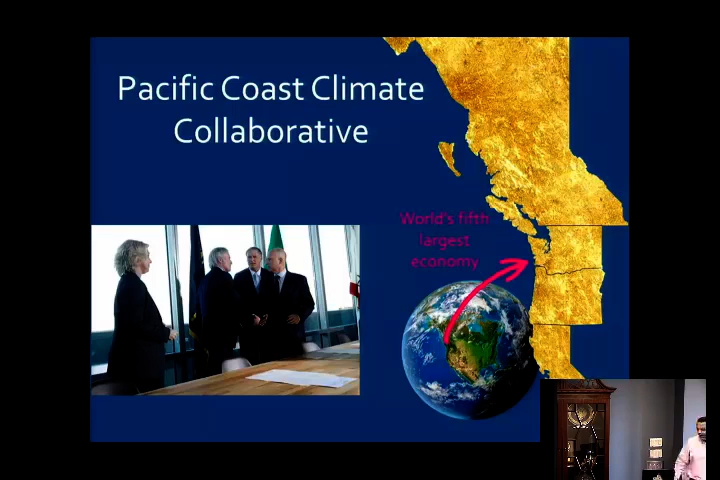 Pacific Coast Climate
Collaborative
World's fifth
largest
economy